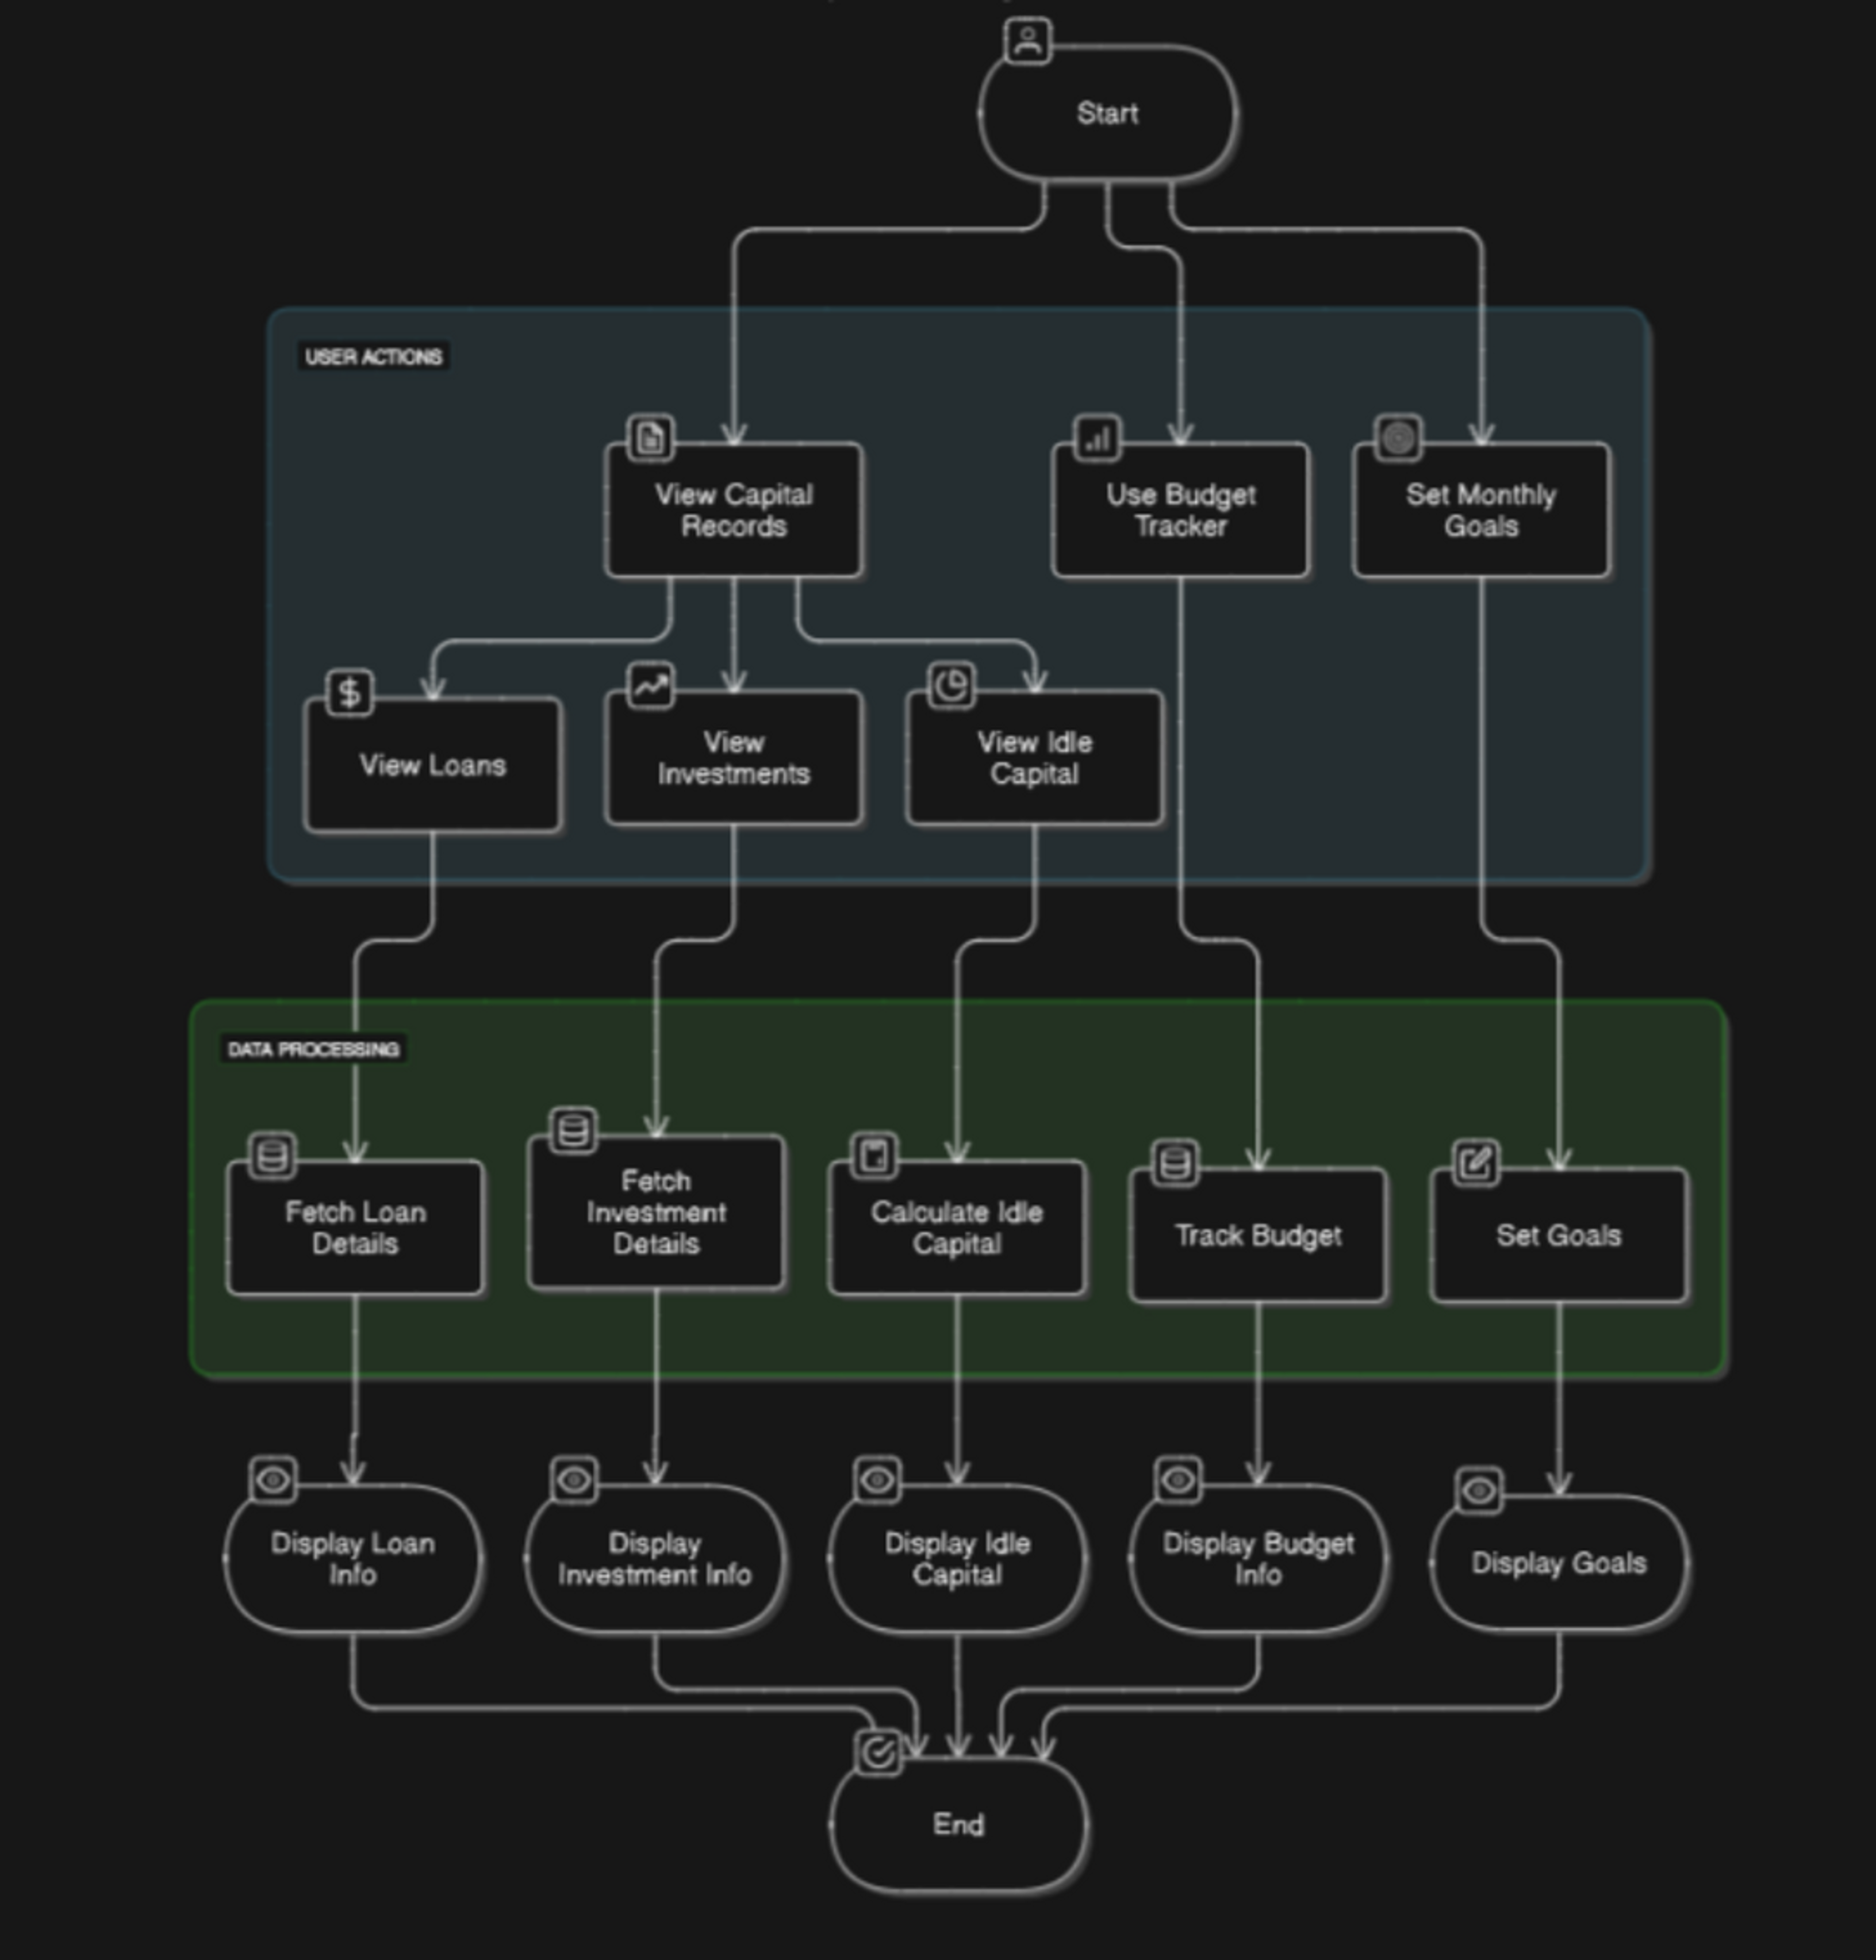 Start
USER ACTIONS
View Capital
Records
Use Budget
Tracker
Set Monthly
Goals
$
View Loans
View
Investments
View Idle
Capital
DATA PROCESSING
Fetch Loan
Details
Fetch
Investment
Details
Calculate Idle
Capital
Track Budget
Set Goals
Display Loan
Info
Display
Investment Info
Display Idle
Capital
Display Budget
Info
Display Goals
End